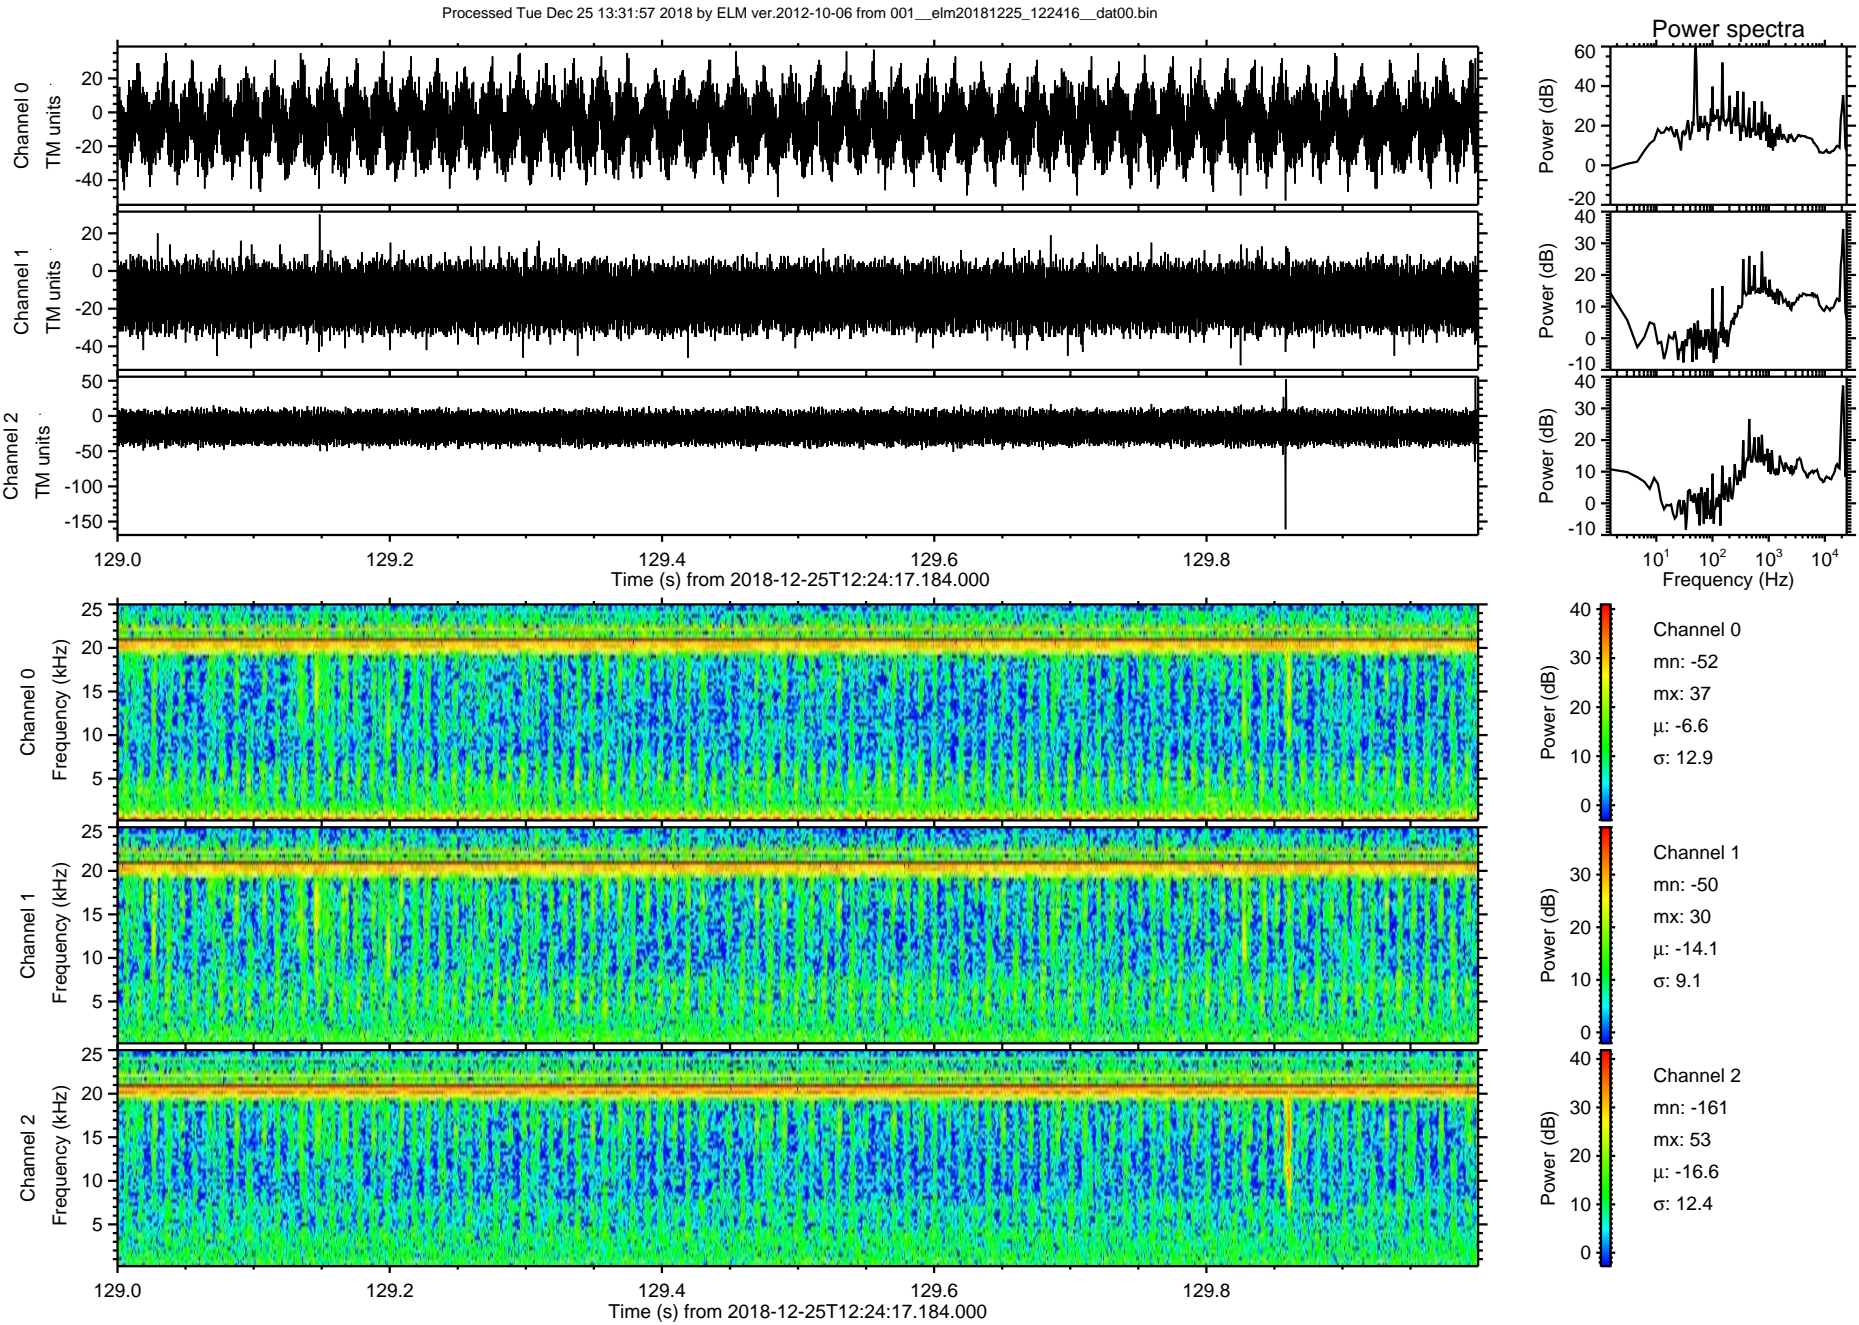 Processed Tue Dec 25 13:31:57 2018 by ELM ver.2012-10-06 from 001__elm20181225_122416__dat00.bin
Power spectra
Channel 0
TM units
20
0
-20
-40
Power (dB)
60
40
20
0
-20
Channel 1
TM units
20
0
-20
-40
Power (dB)
40
30
20
10
0
-10
Channel 2
TM units
50
0
-50
-100
-150
Power (dB)
40
30
20
10
0
-10
129.0 129.2 129.4 129.6 129.8
Time (s) from 2018-12-25T12:24:17.184.000
10¹ 10² 10³ 10⁴
Frequency (Hz)
Channel 0
Frequency (kHz)
25
20
15
10
5
Power (dB)
40
30
20
10
0
Channel 0
mn: -52
mx: 37
µ: -6.6
σ: 12.9
Channel 1
Frequency (kHz)
25
20
15
10
5
Power (dB)
30
20
10
0
Channel 1
mn: -50
mx: 30
µ: -14.1
σ: 9.1
Channel 2
Frequency (kHz)
25
20
15
10
5
Power (dB)
40
30
20
10
0
Channel 2
mn: -161
mx: 53
µ: -16.6
σ: 12.4
129.0 129.2 129.4 129.6 129.8
Time (s) from 2018-12-25T12:24:17.184.000